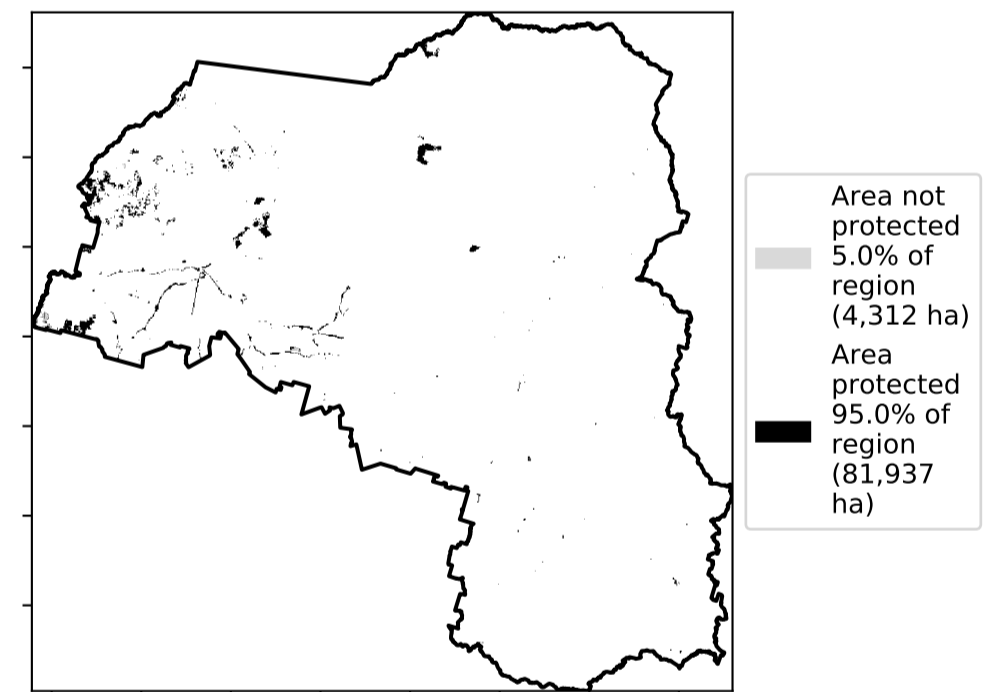 Area not
protected
5.0% of
region
(4,312 ha)
Area
protected
95.0% of
region
(81,937
ha)